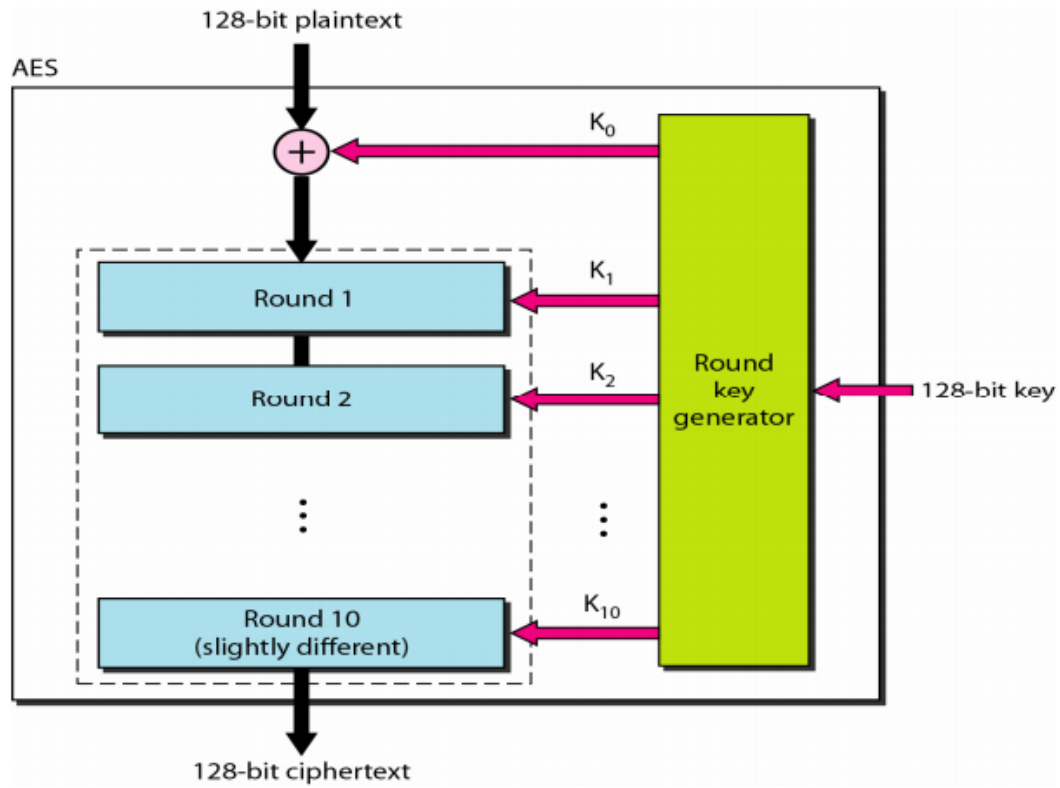 128-bit plaintext
AES
K₀
+
Round 1
K₁
Round 2
K₂
Round
key
generator
128-bit key
⋮
⋮
Round 10
(slightly different)
K₁₀
128-bit ciphertext